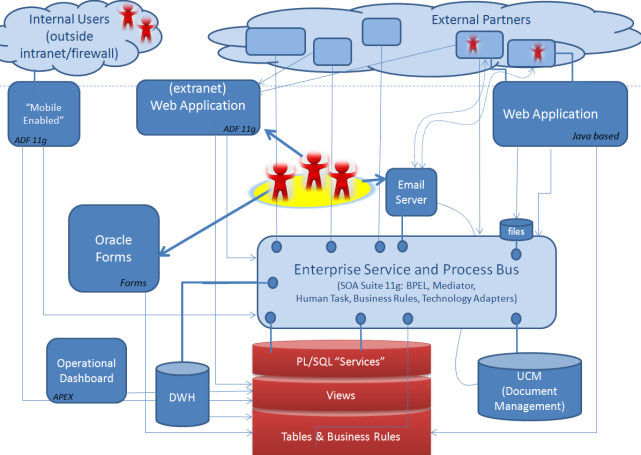 Internal Users
(outside
intranet/firewall)
External Partners
"Mobile
Enabled"
ADF 11g
(extranet)
Web Application
ADF 11g
Web Application
Java based
Email
Server
files
Oracle
Forms
Forms
Enterprise Service and Process Bus
(SOA Suite 11g: BPEL, Mediator,
Human Task, Business Rules, Technology Adapters)
Operational
Dashboard
APEX
DWH
PL/SQL "Services"
Views
Tables & Business Rules
UCM
(Document
Management)